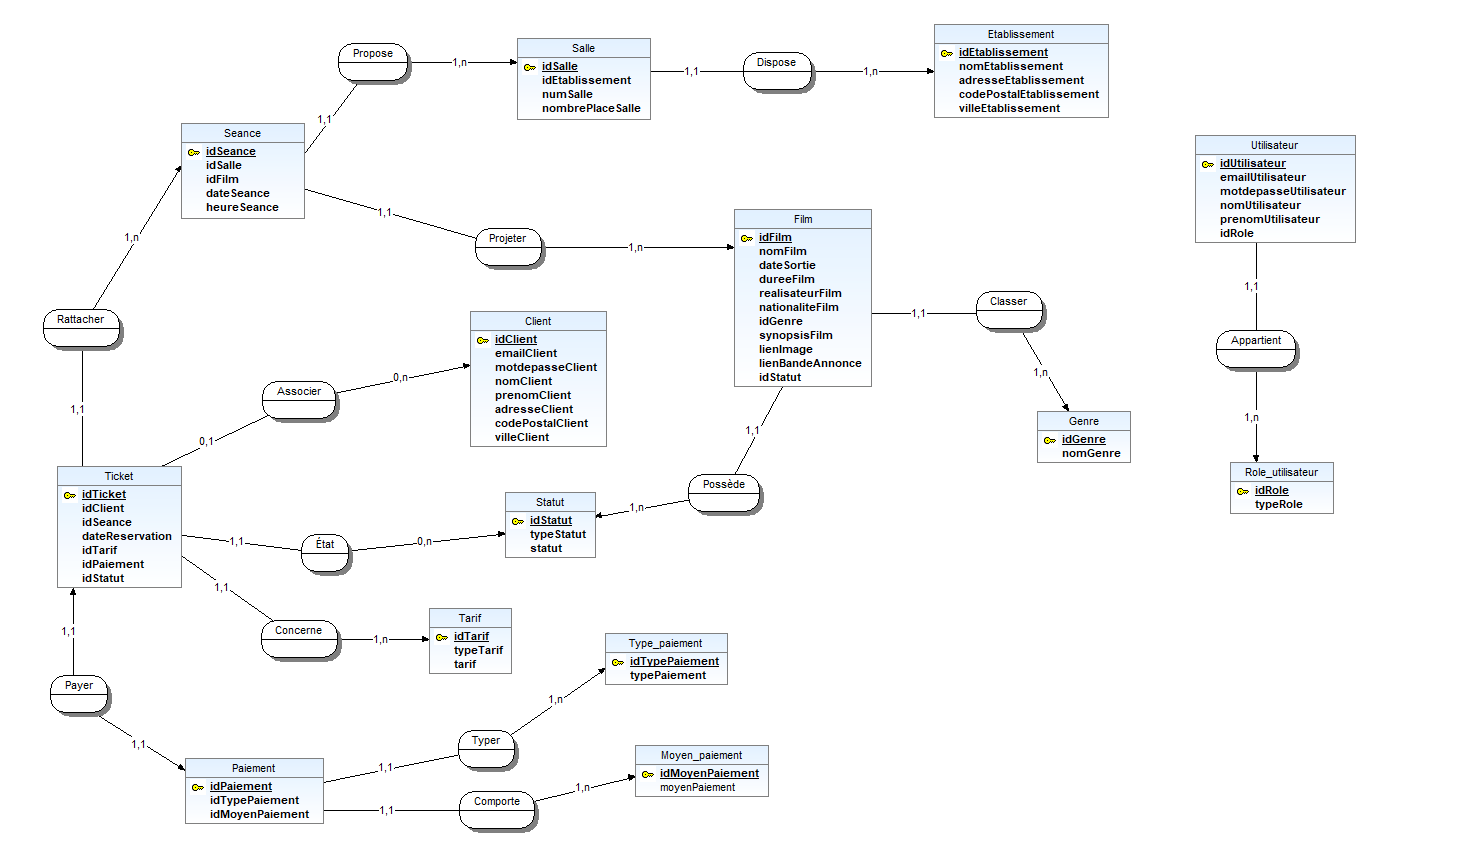 Propose
1,n
1,1
Salle
idSalle
idEtablissement
numSalle
nombrePlaceSalle
1,1
Dispose
1,n
Etablissement
idEtablissement
nomEtablissement
adresseEtablissement
codePostalEtablissement
villeEtablissement
Seance
idSeance
idSalle
idFilm
dateSeance
heureSeance
1,1
Projeter
1,n
Film
idFilm
nomFilm
dateSortie
dureeFilm
realisateurFilm
nationaliteFilm
idGenre
synopsisFilm
lienImage
lienBandeAnnonce
idStatut
1,1
Classer
1,n
Genre
idGenre
nomGenre
Utilisateur
idUtilisateur
emailUtilisateur
motdepasseUtilisateur
nomUtilisateur
prenomUtilisateur
idRole
1,1
Appartient
1,n
Role_utilisateur
idRole
typeRole
1,n
Rattacher
1,1
Client
idClient
emailClient
motdepasseClient
nomClient
prenomClient
adresseClient
codePostalClient
villeClient
0,n
Associer
0,1
1,1
Possède
1,n
Ticket
idTicket
idClient
idSeance
dateReservation
idTarif
idPaiement
idStatut
1,1
État
0,n
Statut
idStatut
typeStatut
statut
1,1
Concerne
1,n
Tarif
idTarif
typeTarif
tarif
1,1
Payer
1,1
Paiement
idPaiement
idTypePaiement
idMoyenPaiement
1,1
Typer
1,n
Type_paiement
idTypePaiement
typePaiement
1,1
Comporte
1,n
Moyen_paiement
idMoyenPaiement
moyenPaiement